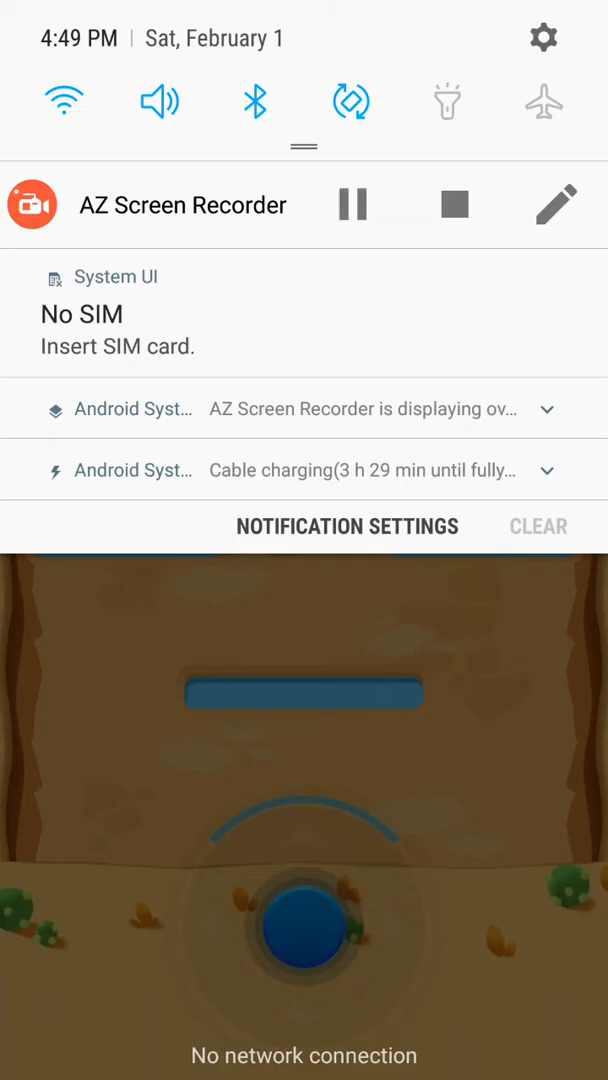 4:49 PM | Sat, February 1
AZ Screen Recorder
System UI
No SIM
Insert SIM card.
Android Syst... AZ Screen Recorder is displaying ov...
Android Syst... Cable charging(3 h 29 min until fully...
NOTIFICATION SETTINGS CLEAR
No network connection